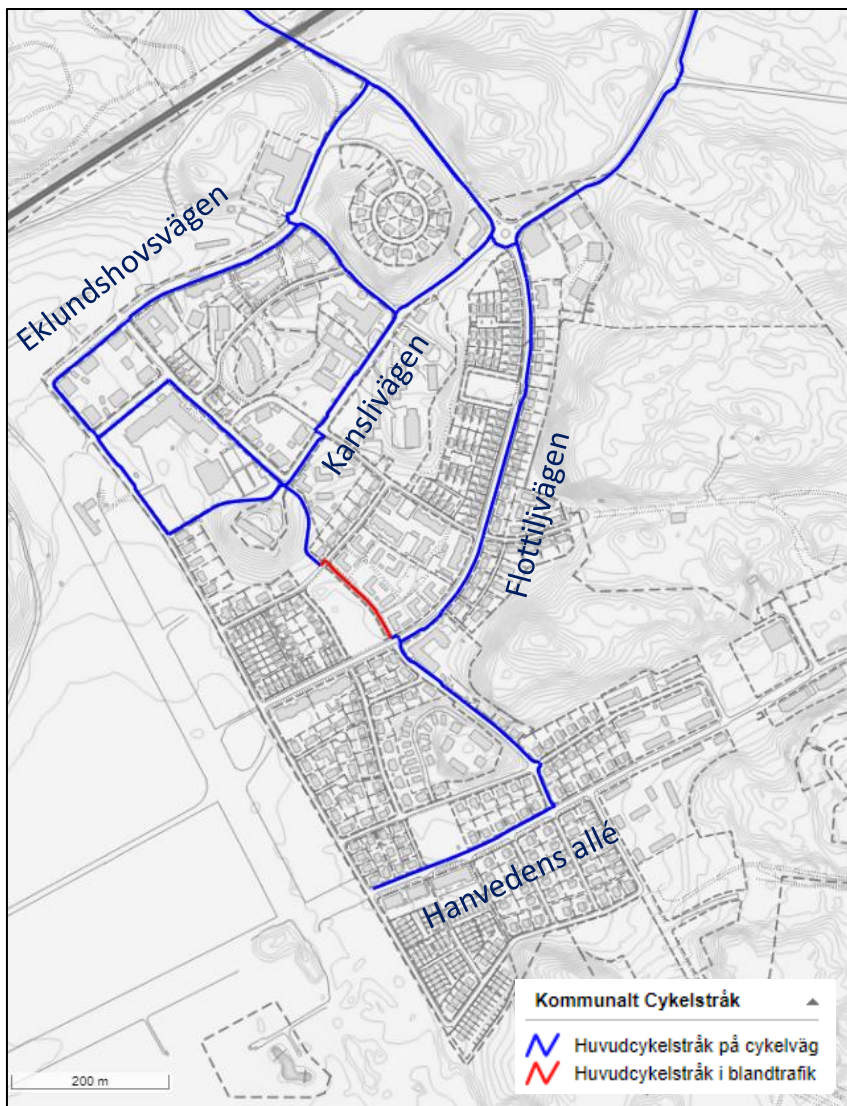 Eklundshovsvägen
Kanslivägen
Flottiljvägen
Hanvedens allé
Kommunalt Cykelstråk
Huvudcykelstråk på cykelväg
Huvudcykelstråk i blandtrafik
200 m